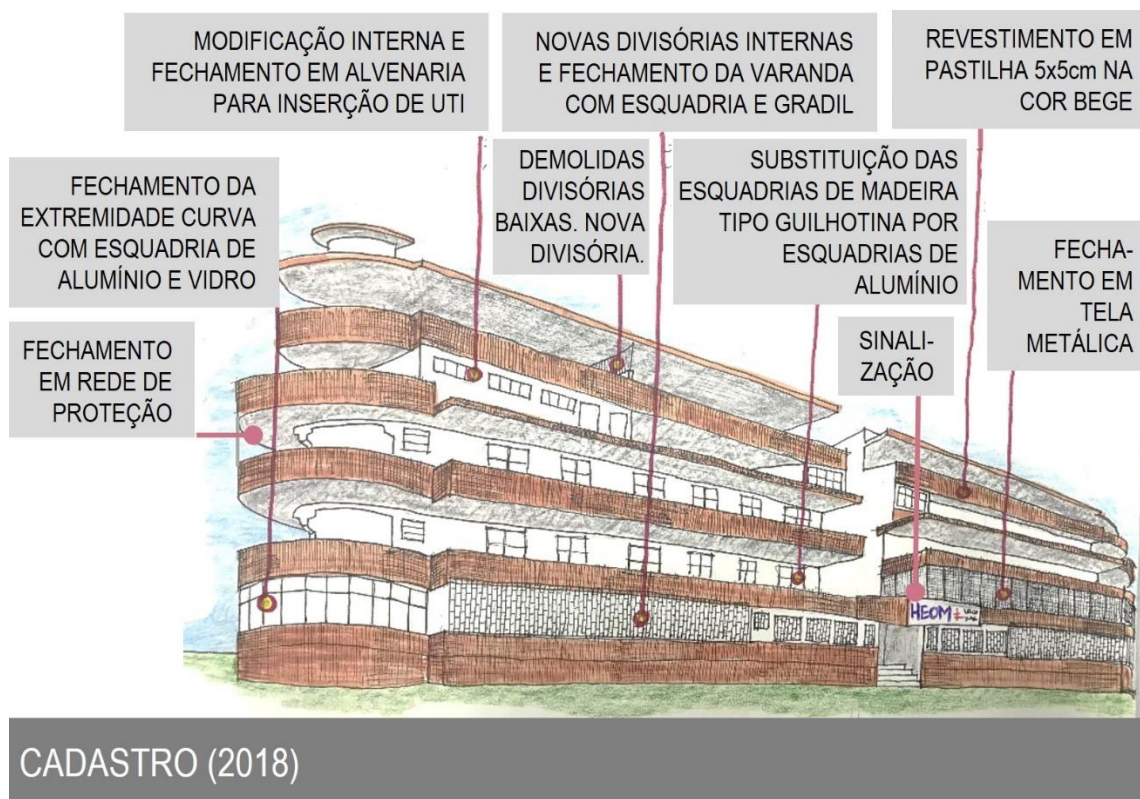 MODIFICAÇÃO INTERNA E
FECHAMENTO EM ALVENARIA
PARA INSERÇÃO DE UTI
NOVAS DIVISÓRIAS INTERNAS
E FECHAMENTO DA VARANDA
COM ESQUADRIA E GRADIL
REVESTIMENTO EM
PASTILHA 5x5cm NA
COR BEGE
FECHAMENTO DA
EXTREMIDADE CURVA
COM ESQUADRIA DE
ALUMÍNIO E VIDRO
DEMOLIDAS
DIVISÓRIAS
BAIXAS. NOVA
DIVISÓRIA.
SUBSTITUIÇÃO DAS
ESQUADRIAS DE MADEIRA
TIPO GUILHOTINA POR
ESQUADRIAS DE
ALUMÍNIO
FECHA-
MENTO EM
TELA
METÁLICA
FECHAMENTO
EM REDE DE
PROTEÇÃO
SINALI-
ZAÇÃO
HEOM
CADASTRO (2018)